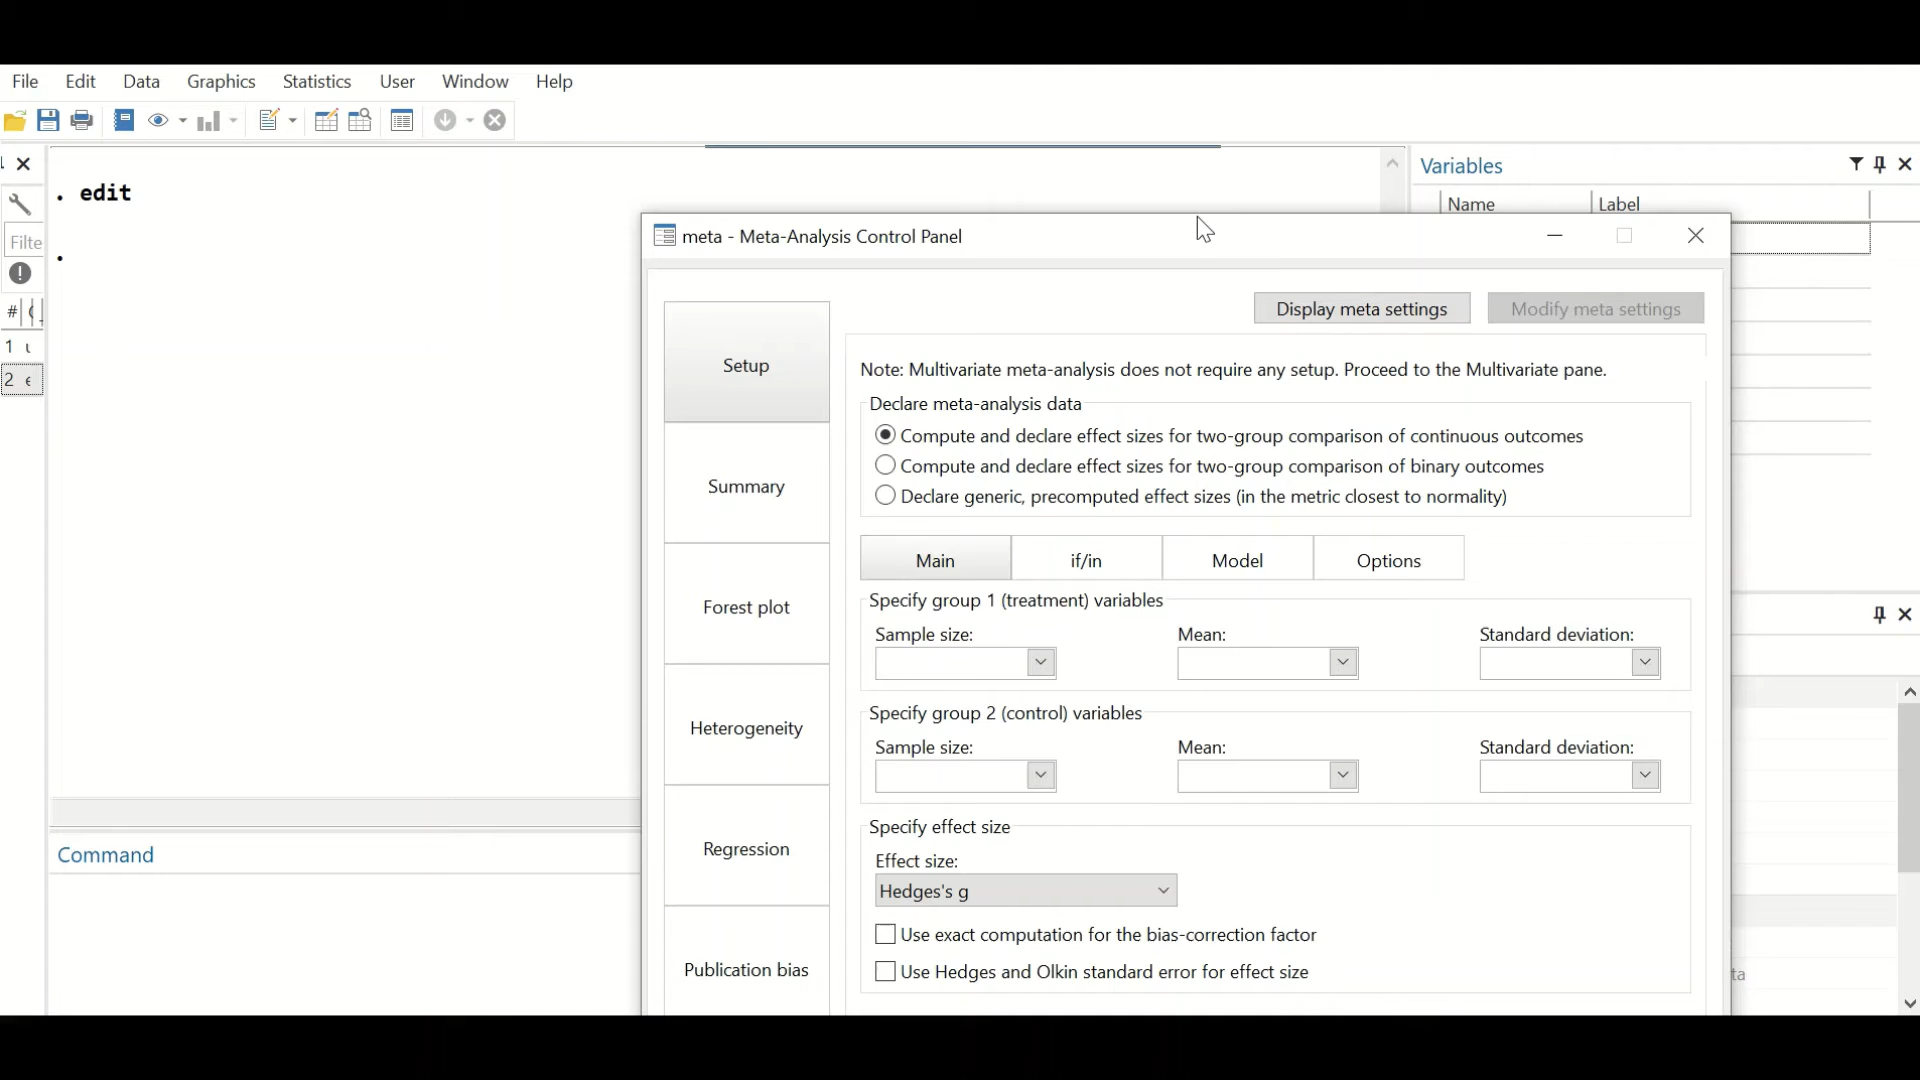 File Edit Data Graphics Statistics User Window Help
. edit
.
Filte
#
1
2
Variables
Name Label
meta - Meta-Analysis Control Panel
Display meta settings Modify meta settings
Setup
Summary
Forest plot
Heterogeneity
Regression
Publication bias
Note: Multivariate meta-analysis does not require any setup. Proceed to the Multivariate pane.
Declare meta-analysis data
Compute and declare effect sizes for two-group comparison of continuous outcomes
Compute and declare effect sizes for two-group comparison of binary outcomes
Declare generic, precomputed effect sizes (in the metric closest to normality)
Main if/in Model Options
Specify group 1 (treatment) variables
Sample size: Mean: Standard deviation:
Specify group 2 (control) variables
Sample size: Mean: Standard deviation:
Specify effect size
Effect size:
Hedges's g
Use exact computation for the bias-correction factor
Use Hedges and Olkin standard error for effect size
Command
ta